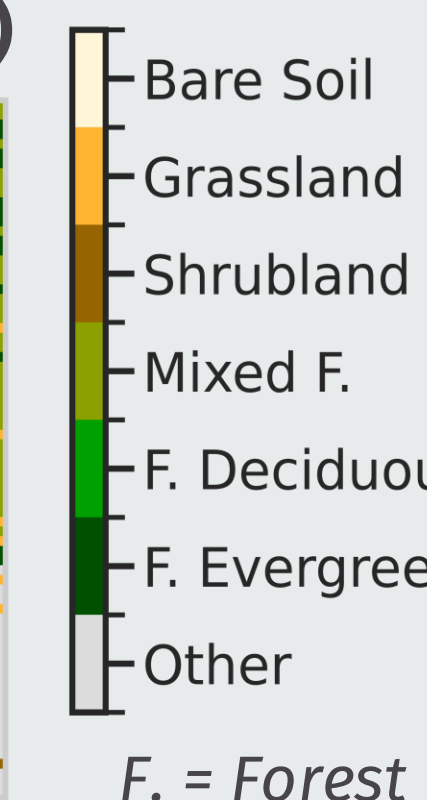 Bare Soil
Grassland
Shrubland
Mixed F.
F. Deciduou
F. Evergree
Other
F. = Forest